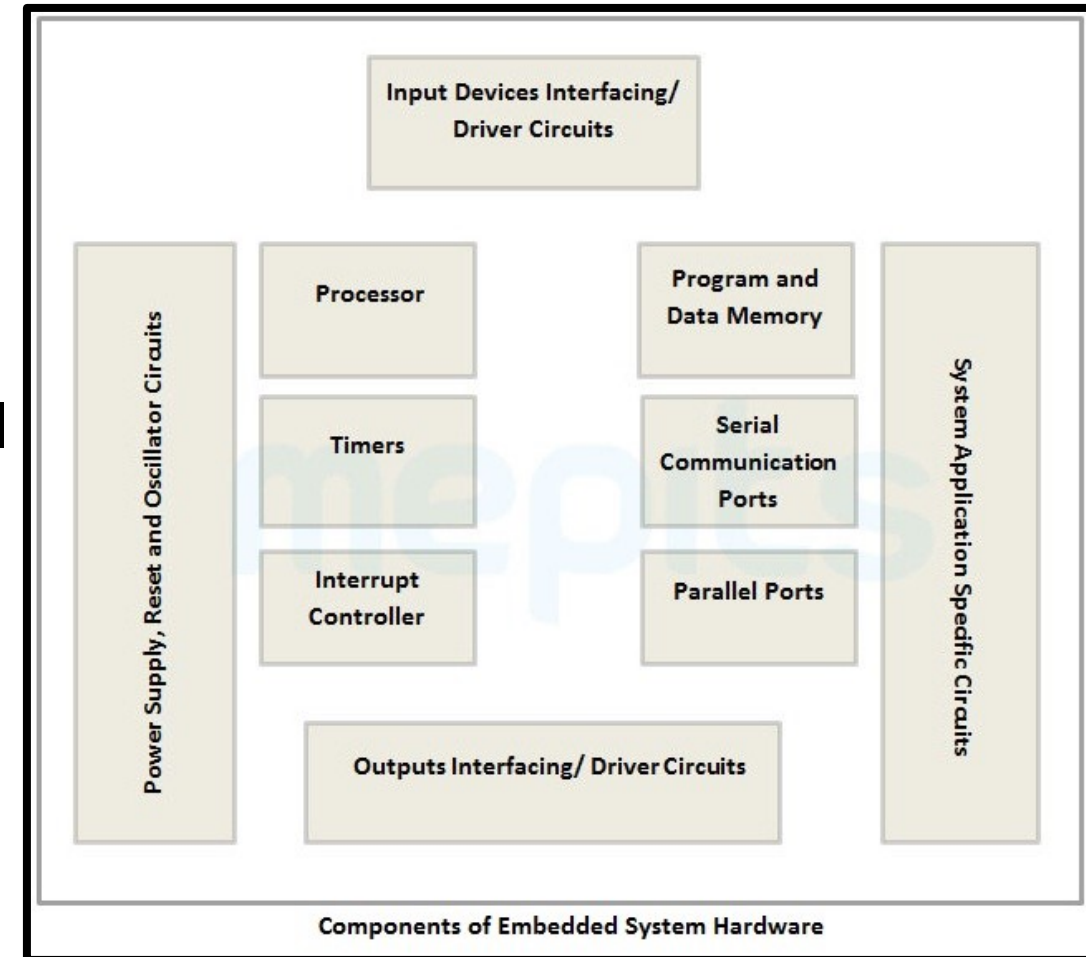 Input Devices Interfacing/
Driver Circuits
Power Supply, Reset and Oscillator Circuits
Processor
Program and
Data Memory
System Application Specific Circuits
Timers
Serial
Communication
Ports
Interrupt
Controller
Parallel Ports
Outputs Interfacing/ Driver Circuits
mepits
Components of Embedded System Hardware